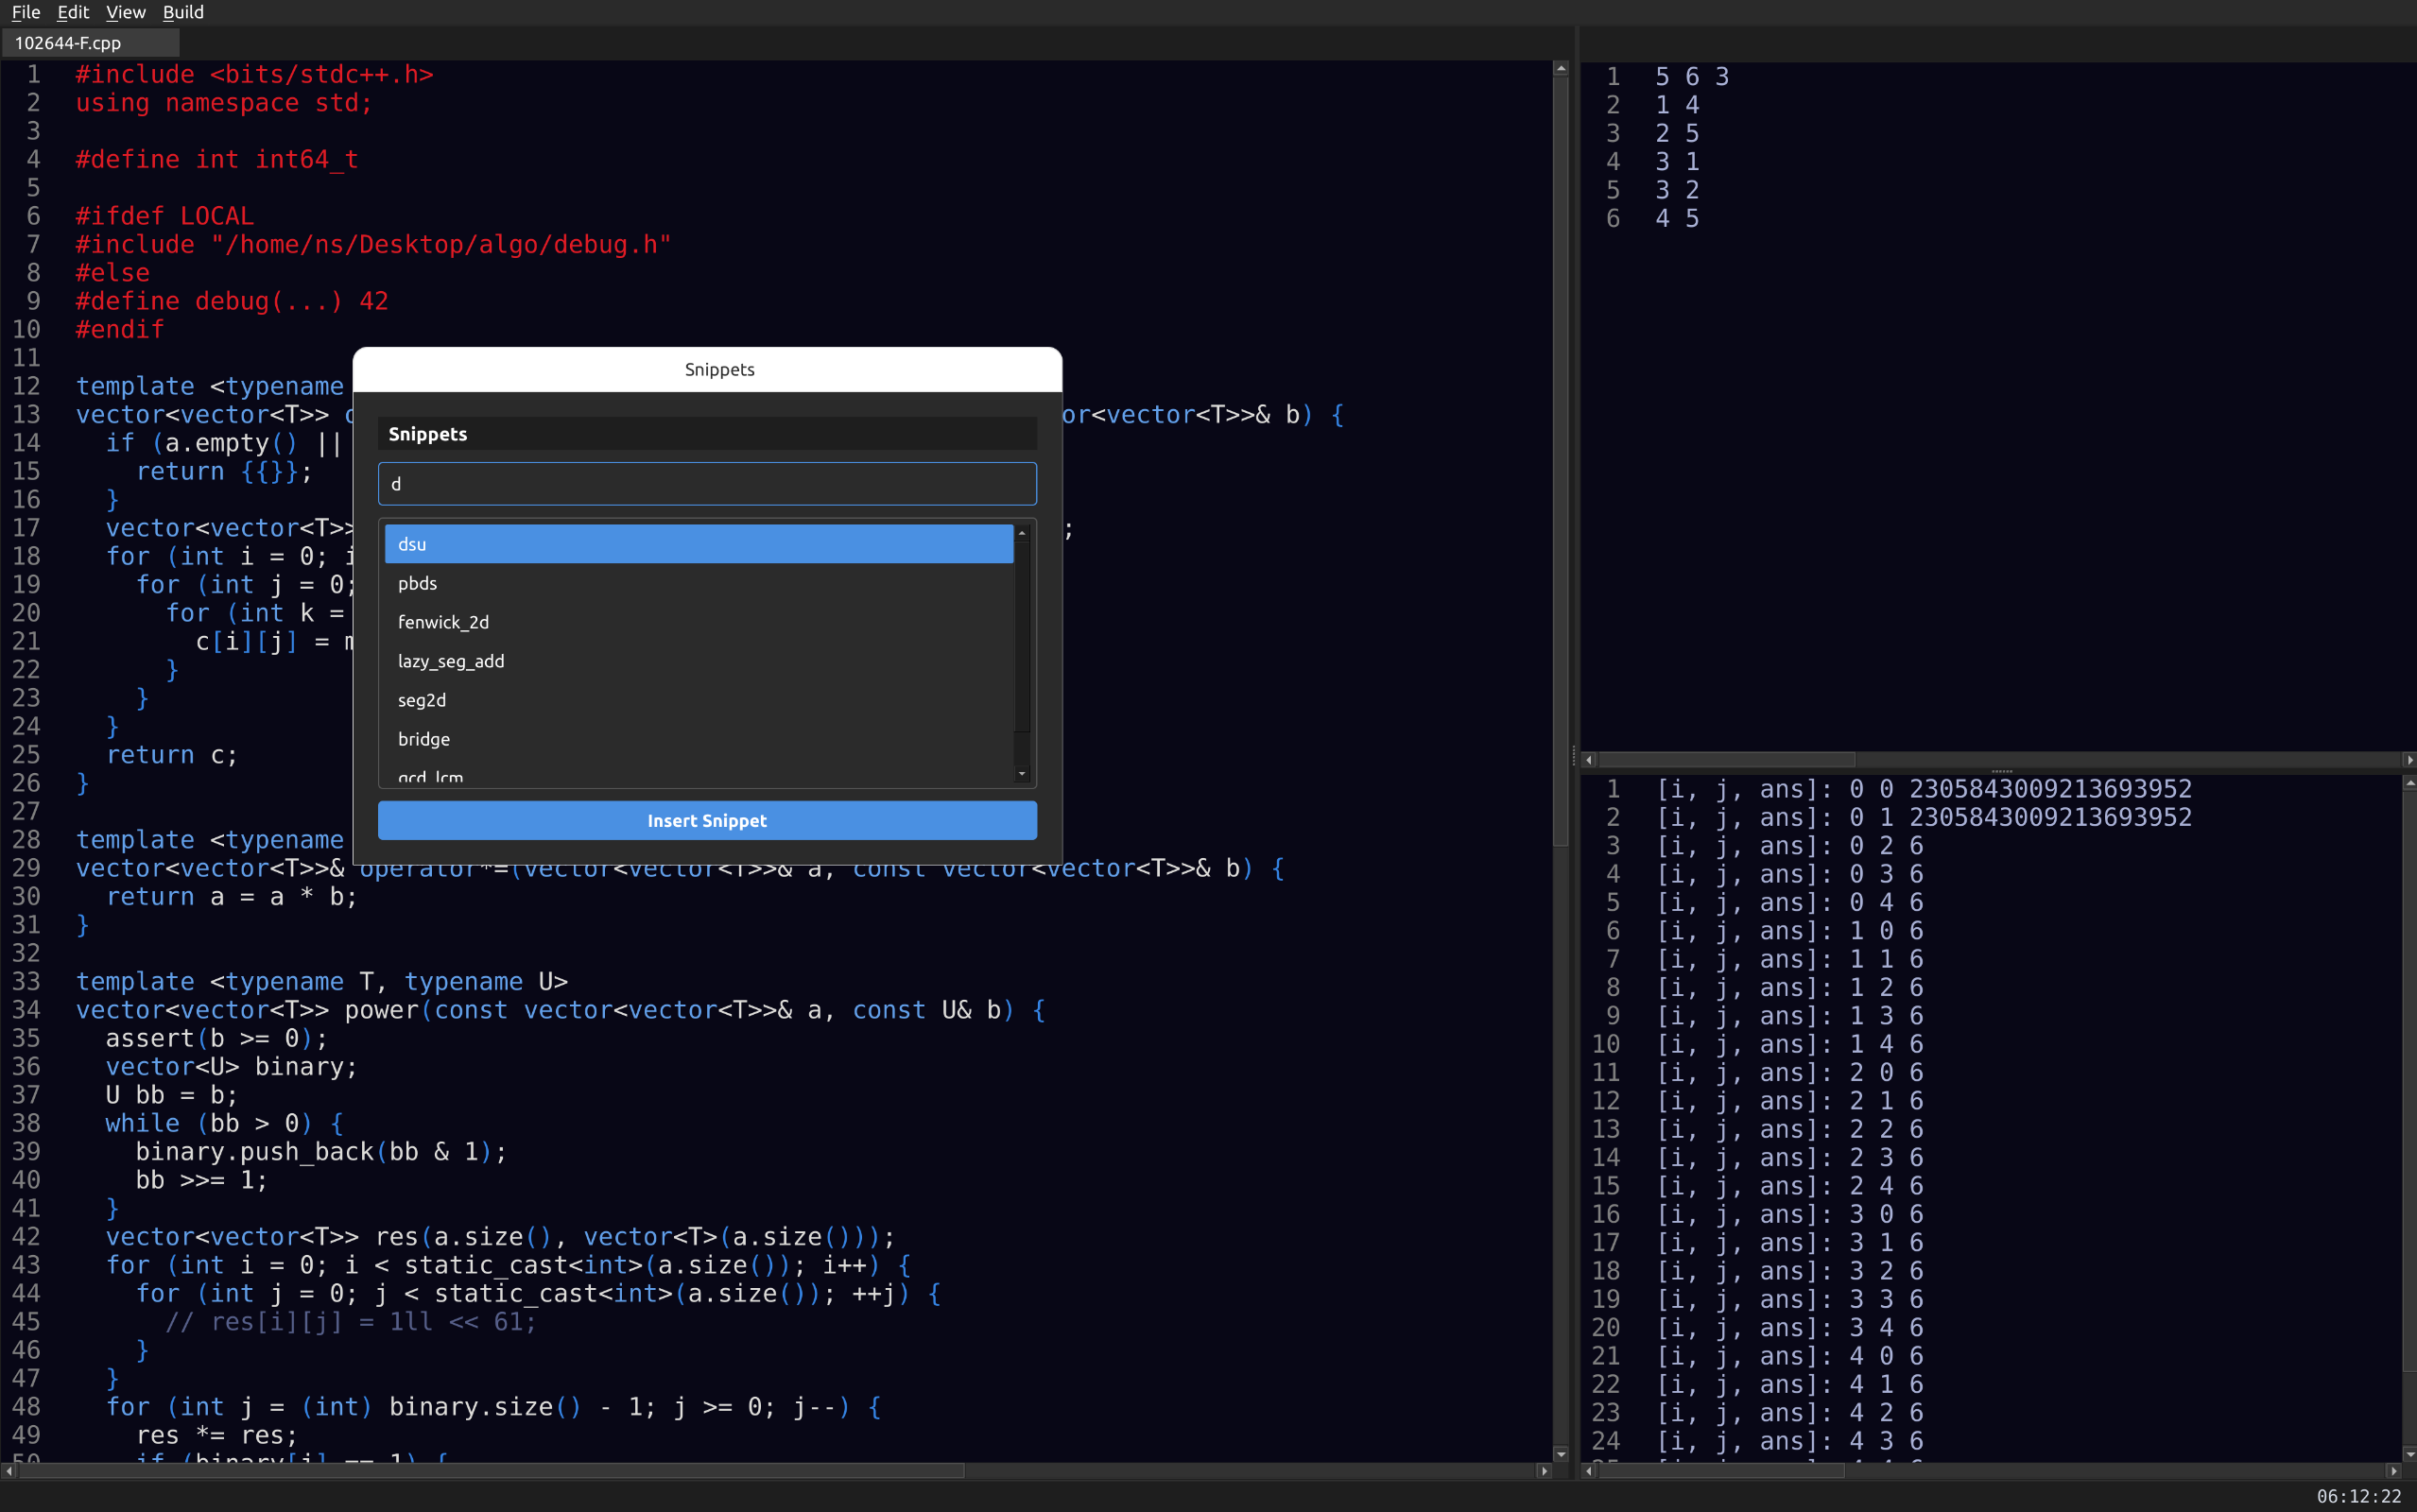 File Edit View Build
102644-F.cpp
1 #include <bits/stdc++.h>
2 using namespace std;
3
4 #define int int64_t
5
6 #ifdef LOCAL
7 #include "/home/ns/Desktop/algo/debug.h"
8 #else
9 #define debug(...) 42
10 #endif
11
12 template <typename
13 vector<vector<T>> or<vector<T>>& b) {
14 if (a.empty() ||
15 return {{}};
16 }
17 vector<vector<T>> ;
18 for (int i = 0; i
19 for (int j = 0;
20 for (int k =
21 c[i][j] = m
22 }
23 }
24 }
25 return c;
26 }
27
28 template <typename
29 vector<vector<T>>& operator*=(vector<vector<T>>& a, const vector<vector<T>>& b) {
30 return a = a * b;
31 }
32
33 template <typename T, typename U>
34 vector<vector<T>> power(const vector<vector<T>>& a, const U& b) {
35 assert(b >= 0);
36 vector<U> binary;
37 U bb = b;
38 while (bb > 0) {
39 binary.push_back(bb & 1);
40 bb >>= 1;
41 }
42 vector<vector<T>> res(a.size(), vector<T>(a.size()));
43 for (int i = 0; i < static_cast<int>(a.size()); i++) {
44 for (int j = 0; j < static_cast<int>(a.size()); ++j) {
45 // res[i][j] = 1ll << 61;
46 }
47 }
48 for (int j = (int) binary.size() - 1; j >= 0; j--) {
49 res *= res;
50 if (binary[j] == 1) {
Snippets
Snippets
d
dsu
pbds
fenwick_2d
lazy_seg_add
seg2d
bridge
gcd_lcm
Insert Snippet
1 5 6 3
2 1 4
3 2 5
4 3 1
5 3 2
6 4 5
1 [i, j, ans]: 0 0 2305843009213693952
2 [i, j, ans]: 0 1 2305843009213693952
3 [i, j, ans]: 0 2 6
4 [i, j, ans]: 0 3 6
5 [i, j, ans]: 0 4 6
6 [i, j, ans]: 1 0 6
7 [i, j, ans]: 1 1 6
8 [i, j, ans]: 1 2 6
9 [i, j, ans]: 1 3 6
10 [i, j, ans]: 1 4 6
11 [i, j, ans]: 2 0 6
12 [i, j, ans]: 2 1 6
13 [i, j, ans]: 2 2 6
14 [i, j, ans]: 2 3 6
15 [i, j, ans]: 2 4 6
16 [i, j, ans]: 3 0 6
17 [i, j, ans]: 3 1 6
18 [i, j, ans]: 3 2 6
19 [i, j, ans]: 3 3 6
20 [i, j, ans]: 3 4 6
21 [i, j, ans]: 4 0 6
22 [i, j, ans]: 4 1 6
23 [i, j, ans]: 4 2 6
24 [i, j, ans]: 4 3 6
06:12:22